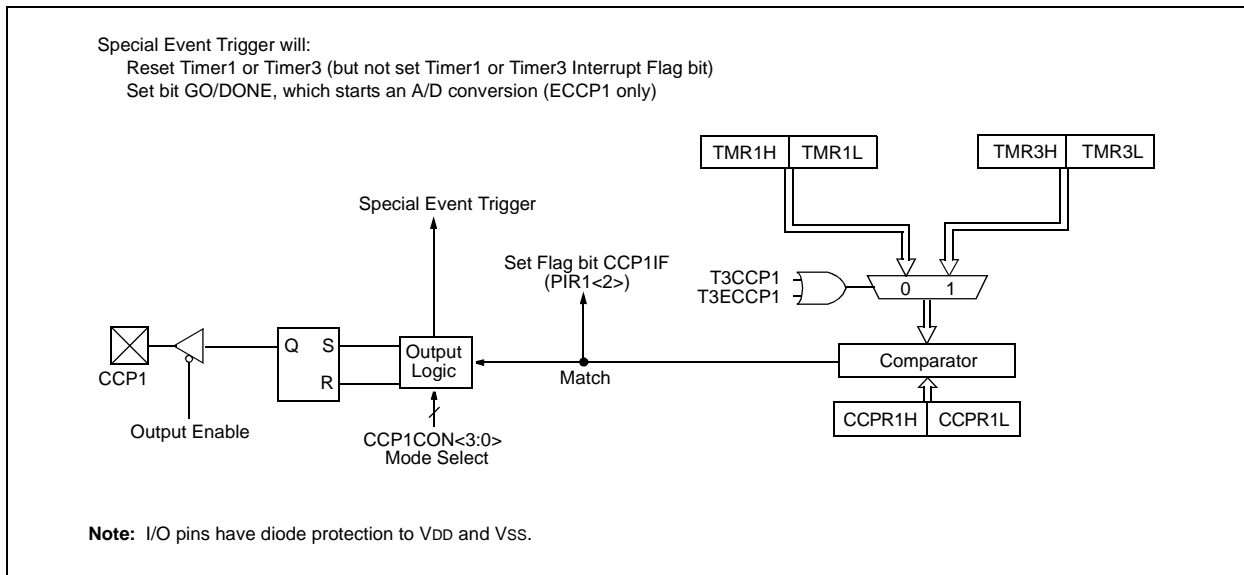 Special Event Trigger will:
Reset Timer1 or Timer3 (but not set Timer1 or Timer3 Interrupt Flag bit)
Set bit GO/DONE, which starts an A/D conversion (ECCP1 only)
TMR1H TMR1L
TMR3H TMR3L
Special Event Trigger
Set Flag bit CCP1IF
(PIR1<2>)
T3CCP1
T3ECCP1
0 1
Q S
R
Output
Logic
Comparator
CCP1
Match
Output Enable
CCP1CON<3:0>
Mode Select
CCPR1H CCPR1L
Note: I/O pins have diode protection to VDD and VSS.